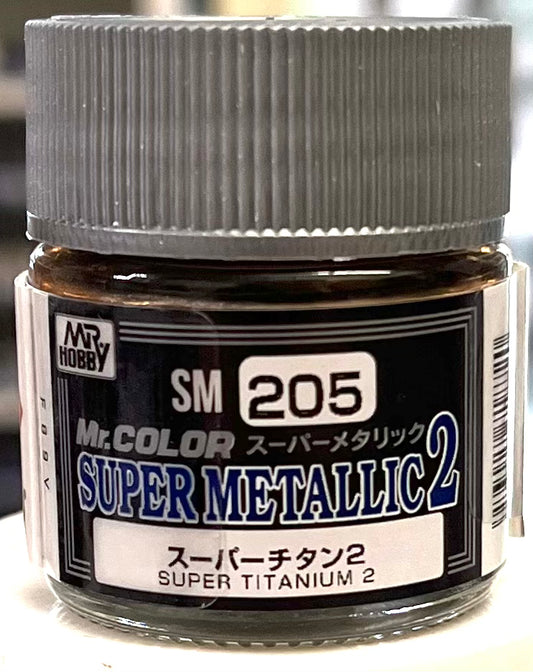 MR.
HOBBY
SM 205
Mr.COLOR スーパーメタリック
SUPER METALLIC 2
スーパーチタン2
SUPER TITANIUM 2